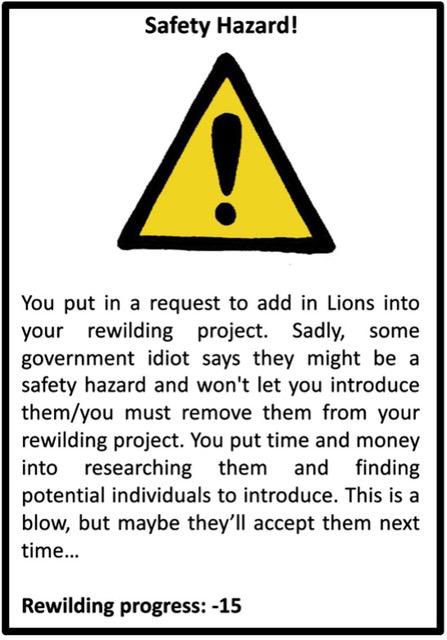 Safety Hazard!
You put in a request to add in Lions into
your rewilding project. Sadly, some
government idiot says they might be a
safety hazard and won't let you introduce
them/you must remove them from your
rewilding project. You put time and money
into researching them and finding
potential individuals to introduce. This is a
blow, but maybe they’ll accept them next
time…
Rewilding progress: -15